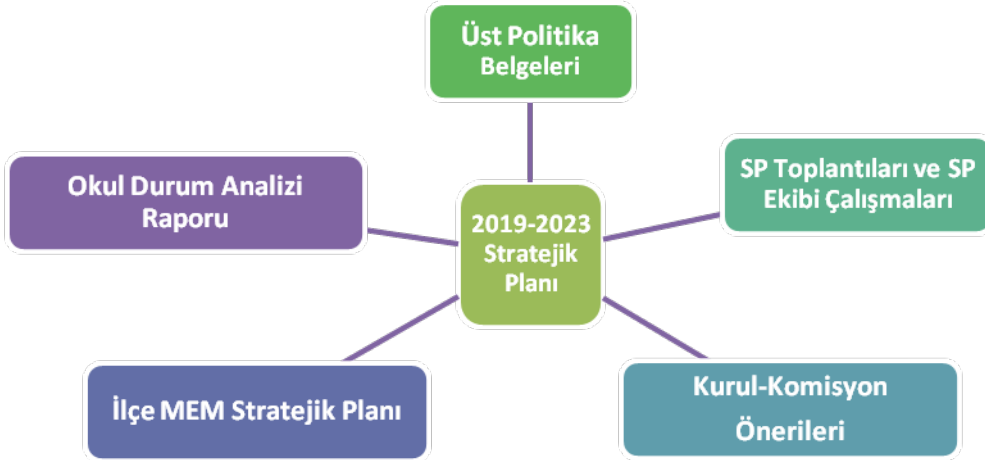 Üst Politika
Belgeleri
SP Toplantıları ve SP
Ekibi Çalışmaları
Okul Durum Analizi
Raporu
2019-2023
Stratejik
Planı
İlçe MEM Stratejik Planı
Kurul-Komisyon
Önerileri